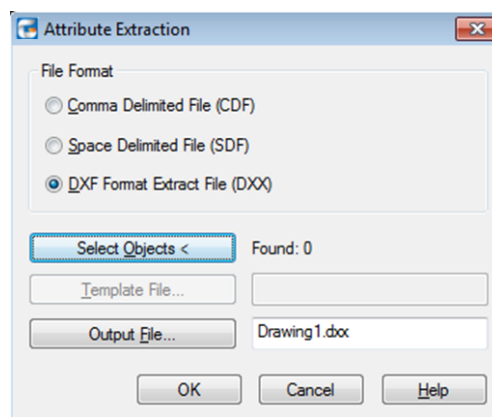 Attribute Extraction
File Format
Comma Delimited File (CDF)
Space Delimited File (SDF)
DXF Format Extract File (DXX)
Select Objects < Found: 0
Template File...
Output File... Drawing1.dxx
OK Cancel Help